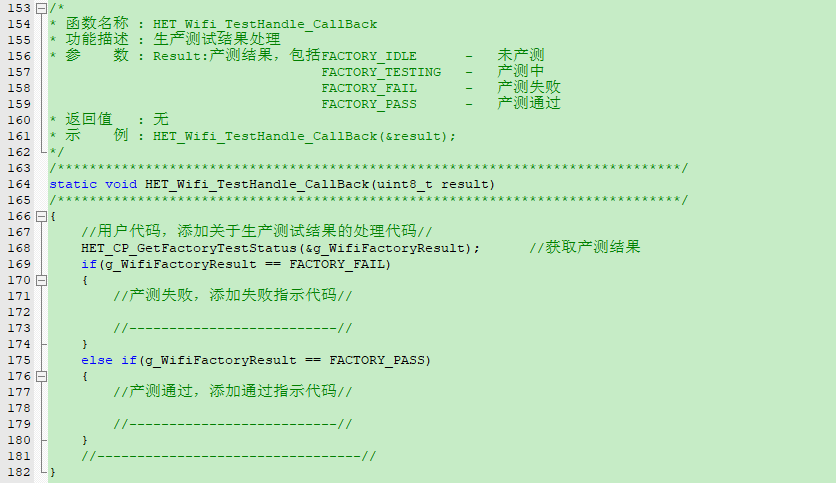 153 /*
154 * 函数名称 : HET_Wifi_TestHandle_CallBack
155 * 功能描述 : 生产测试结果处理
156 * 参    数 : Result:产测结果, 包括FACTORY_IDLE      -   未产测
157                                  FACTORY_TESTING   -   产测中
158                                  FACTORY_FAIL      -   产测失败
159                                  FACTORY_PASS      -   产测通过
160 * 返回值   : 无
161 * 示    例 : HET_Wifi_TestHandle_CallBack(&result);
162 */
163 /******************************************************************************/
164 static void HET_Wifi_TestHandle_CallBack(uint8_t result)
165 /******************************************************************************/
166 {
167     //用户代码, 添加关于生产测试结果的处理代码//
168     HET_CP_GetFactoryTestStatus(&g_WifiFactoryResult);      //获取产测结果
169     if(g_WifiFactoryResult == FACTORY_FAIL)
170     {
171         //产测失败, 添加失败指示代码//
172
173         //--------------------------//
174     }
175     else if(g_WifiFactoryResult == FACTORY_PASS)
176     {
177         //产测通过, 添加通过指示代码//
178
179         //--------------------------//
180     }
181     //---------------------------------//
182 }